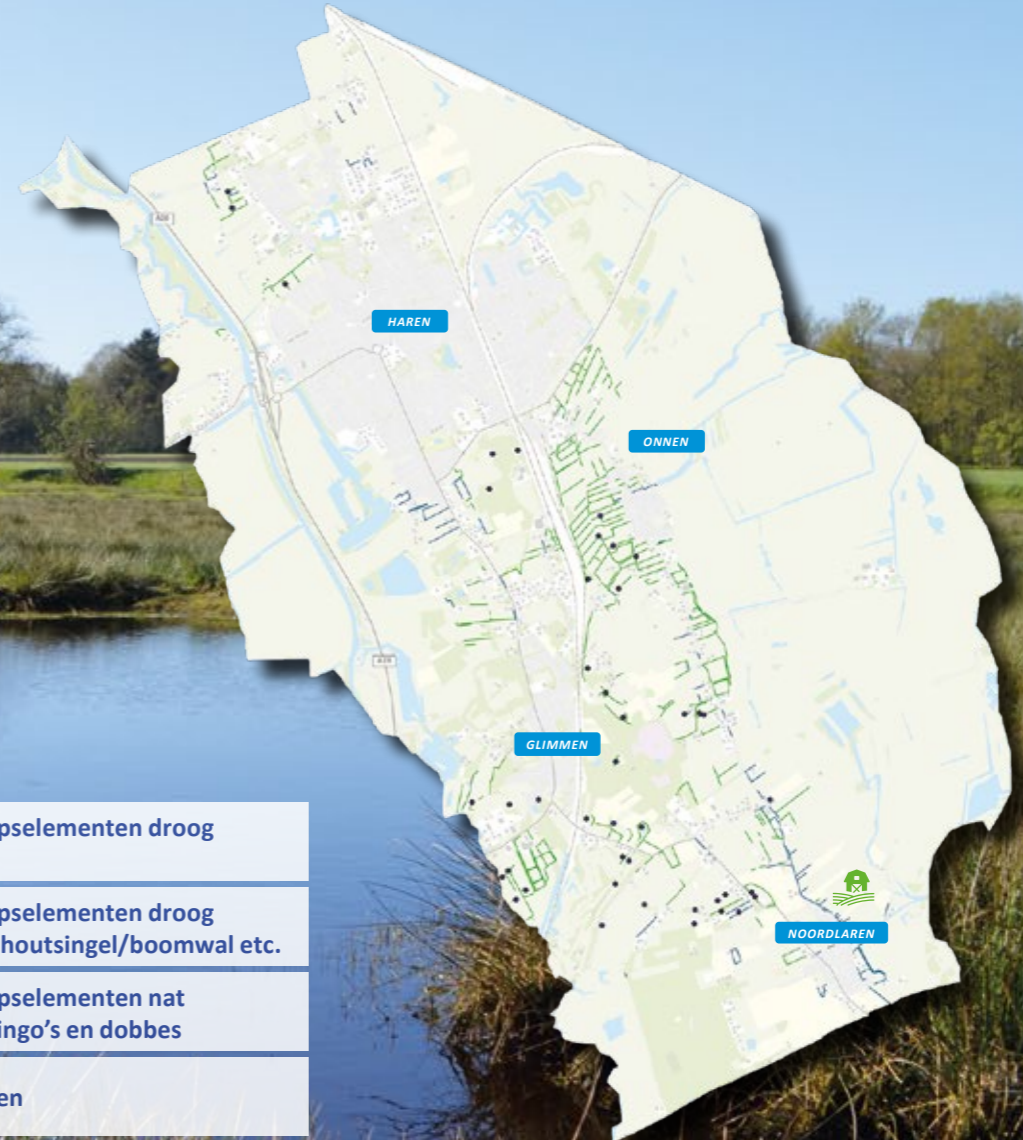 A28
HAREN
ONNEN
A28
GLIMMEN
NOORDLAREN
pselementen droog
pselementen droog
houtsingel/boomwal etc.
pselementen nat
ingo's en dobbes
en